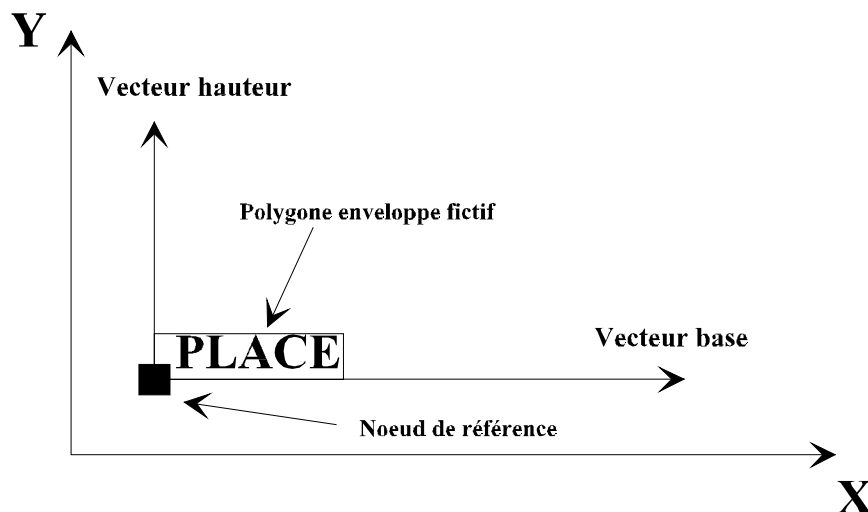 Y
Vecteur hauteur
Polygone enveloppe fictif
PLACE
Vecteur base
Noeud de référence
X